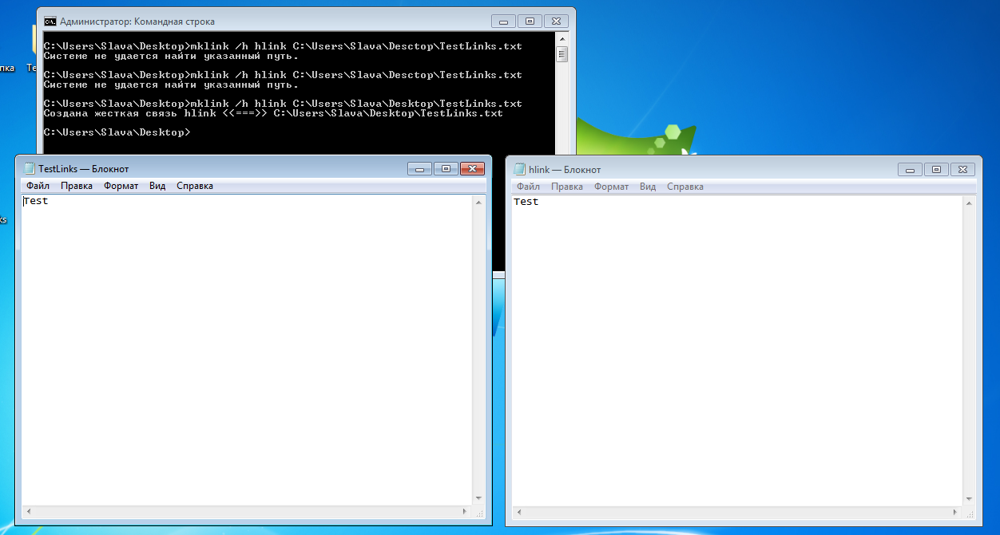 Администратор: Командная строка
C:\Users\Slava\Desktop>mklink /h hlink C:\Users\Slava\Desctop\TestLinks.txt
Системе не удается найти указанный путь.
C:\Users\Slava\Desktop>mklink /h hlink C:\Users\Slava\Desctop\TestLinks.txt
Системе не удается найти указанный путь.
C:\Users\Slava\Desktop>mklink /h hlink C:\Users\Slava\Desktop\TestLinks.txt
Создана жесткая связь hlink <<===>> C:\Users\Slava\Desktop\TestLinks.txt
C:\Users\Slava\Desktop>
пка
Te
ks
TestLinks — Блокнот
Файл Правка Формат Вид Справка
Test
hlink — Блокнот
Файл Правка Формат Вид Справка
Test